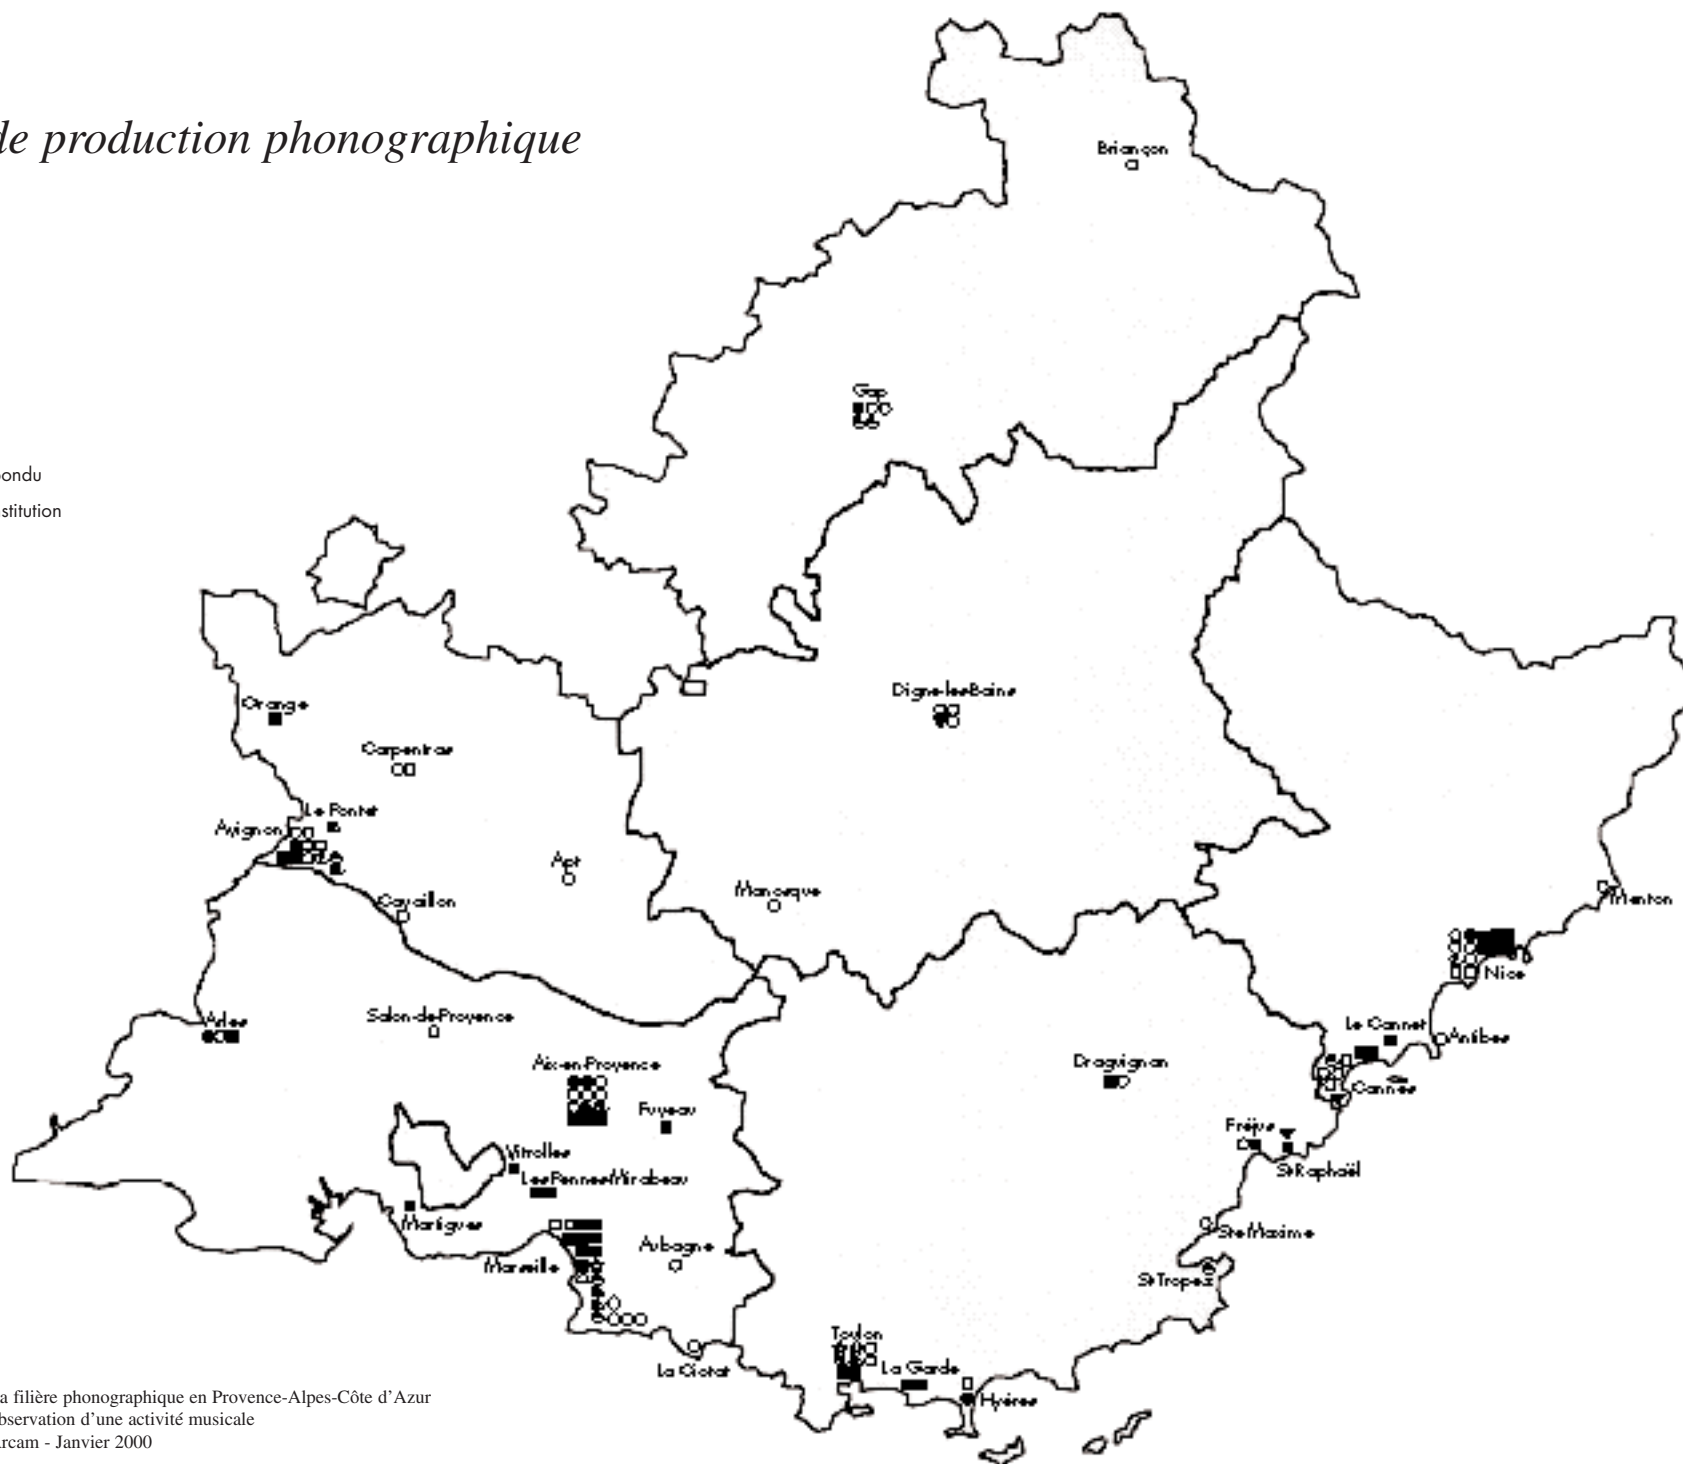 de production phonographique
Briançon
Gap
ondu
stitution
Digne-les-Bains
Orange
Carpentras
Le Pontet
Avignon
Apt
Manosque
Cavaillon
Menton
Nice
Arles
Salon-de-Provence
Le Cannet
Antibes
Aix-en-Provence
Draguignan
Cannes
Fuveau
Fréjus
Vitrolles
St-Raphaël
Les Pennes-Mirabeau
Martigues
Ste-Maxime
Aubagne
Marseille
St-Tropez
Toulon
La Ciotat
La Garde
Hyères
a filière phonographique en Provence-Alpes-Côte d'Azur
bservation d'une activité musicale
rcam - Janvier 2000